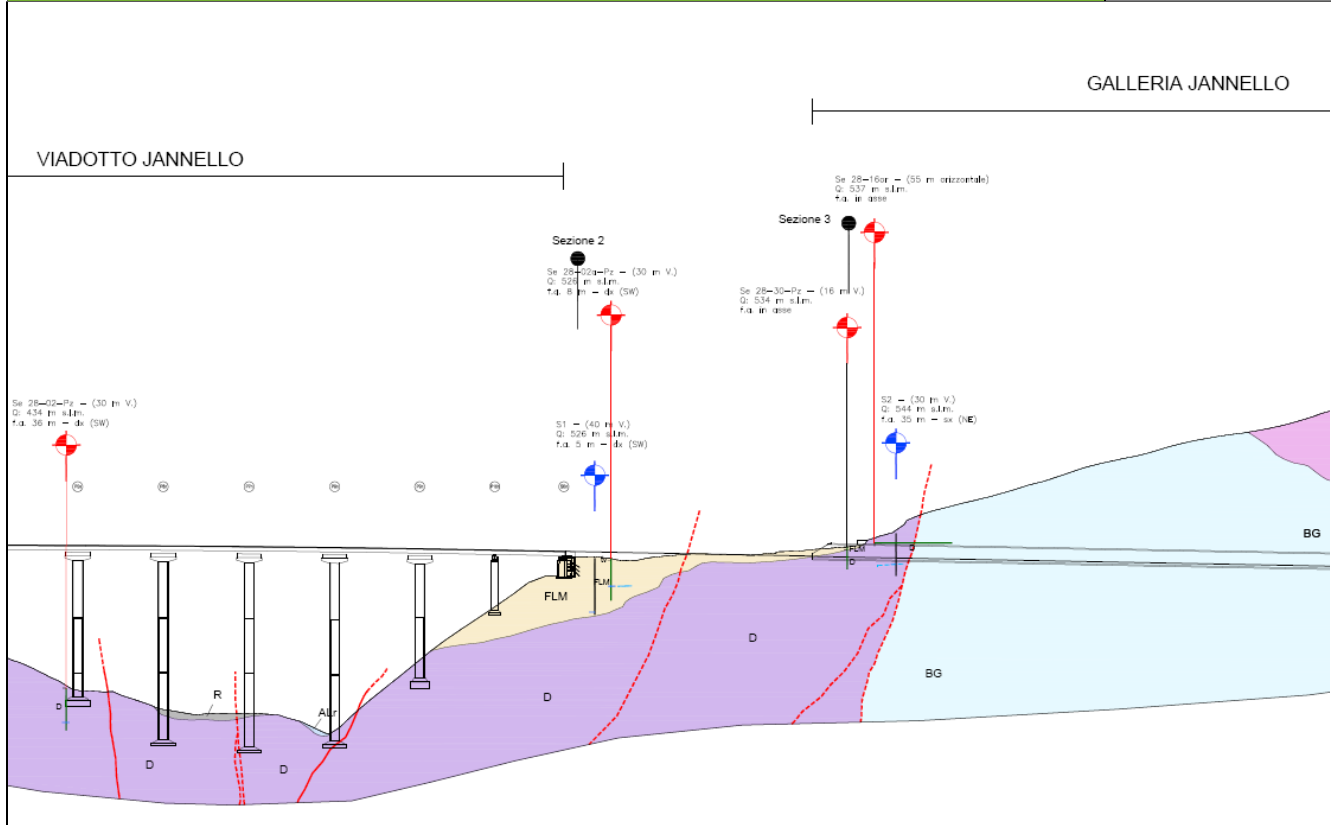 GALLERIA JANNELLO
VIADOTTO JANNELLO
Se 28-16or - (55 m orizzontale)
Q: 537 m s.l.m.
f.a. in asse
Sezione 3
Sezione 2
Se 28-02a-Pz - (30 m V.)
Q: 526 m s.l.m.
f.a. 8 m - dx (SW)
Se 28-30-Pz - (16 m V.)
Q: 534 m s.l.m.
f.a. in asse
Se 28-02-Pz - (30 m V.)
Q: 434 m s.l.m.
f.a. 36 m - dx (SW)
S1 - (40 m V.)
Q: 526 m s.l.m.
f.a. 5 m - dx (SW)
S2 - (30 m V.)
Q: 544 m s.l.m.
f.a. 35 m - sx (NE)
BG
FLM
D
D
FLM
FLM
D
BG
R
D
D
ALr
D
D